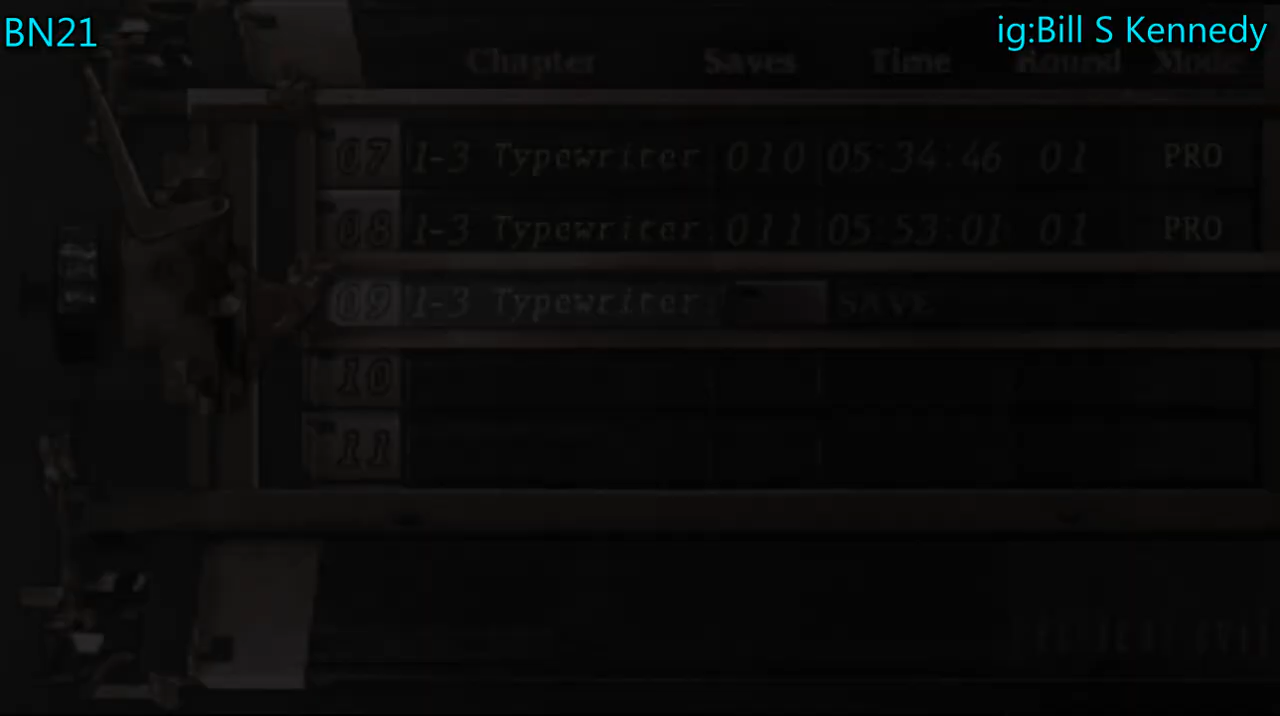 BN21
ig:Bill S Kennedy
Chapter Saves Time Round Mode
07 1-3 Typewriter 010 05:34:46 01 PRO
08 1-3 Typewriter 011 05:53:01 01 PRO
09 1-3 Typewriter SAVE
10
11